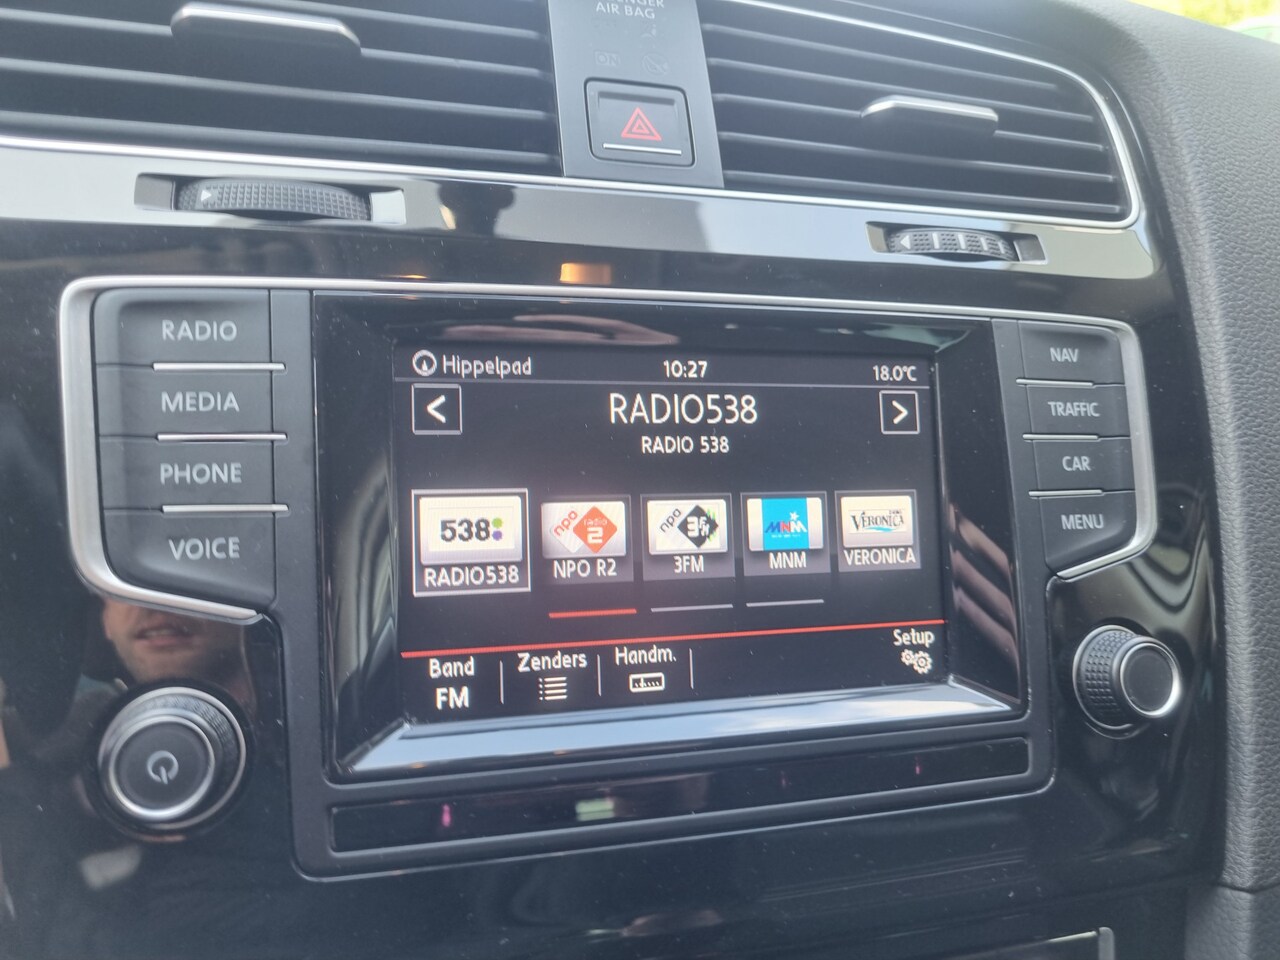 AIR BAG
RADIO
MEDIA
PHONE
VOICE
Hippelpad
10:27
18.0°C
<
RADIO538
>
RADIO 538
538
npo radio 2
npo 3FM
MNM
VERONICA
RADIO538
NPO R2
3FM
MNM
VERONICA
Band
FM
Zenders
Handm.
Setup
NAV
TRAFFIC
CAR
MENU